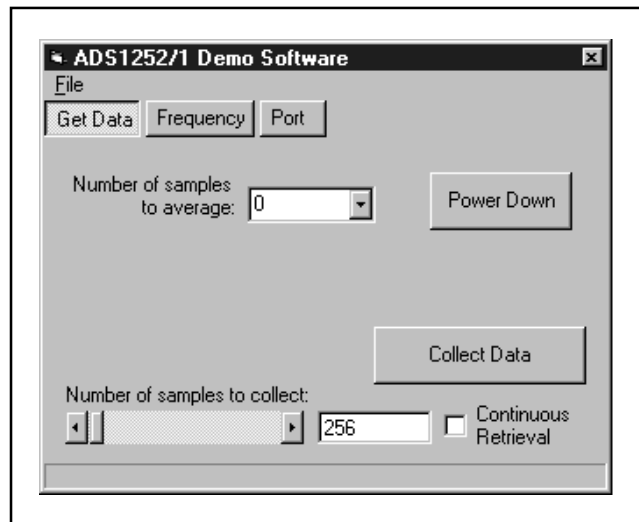 ADS1252/1 Demo Software
File
Get Data Frequency Port
Number of samples
to average: 0
Power Down
Collect Data
Number of samples to collect:
256
Continuous
Retrieval